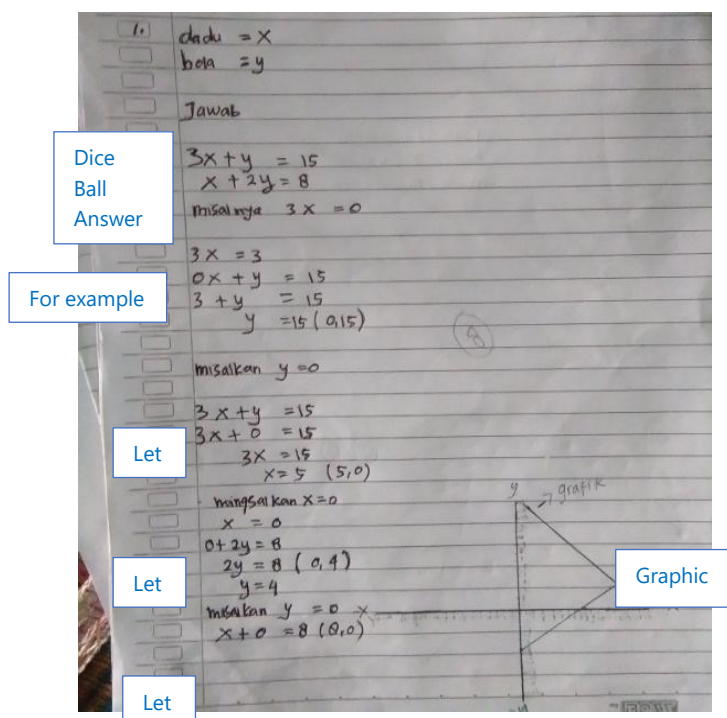 1. dadu = x
bola = y
Jawab
Dice
Ball
Answer
3x + y = 15
x + 2y = 8
misalnya 3x = 0
3x = 3
0x + y = 15
For example
3 + y = 15
y = 15 (0,15)
8
misalkan y = 0
3x + y = 15
3x + 0 = 15
Let
3x = 15
x = 5 (5,0)
mingsalkan x = 0
x = 0
0 + 2y = 8
2y = 8 (0,4)
Let
y = 4
misalkan y = 0
x + 0 = 8 (8,0)
Let
y
grafik
Graphic
x